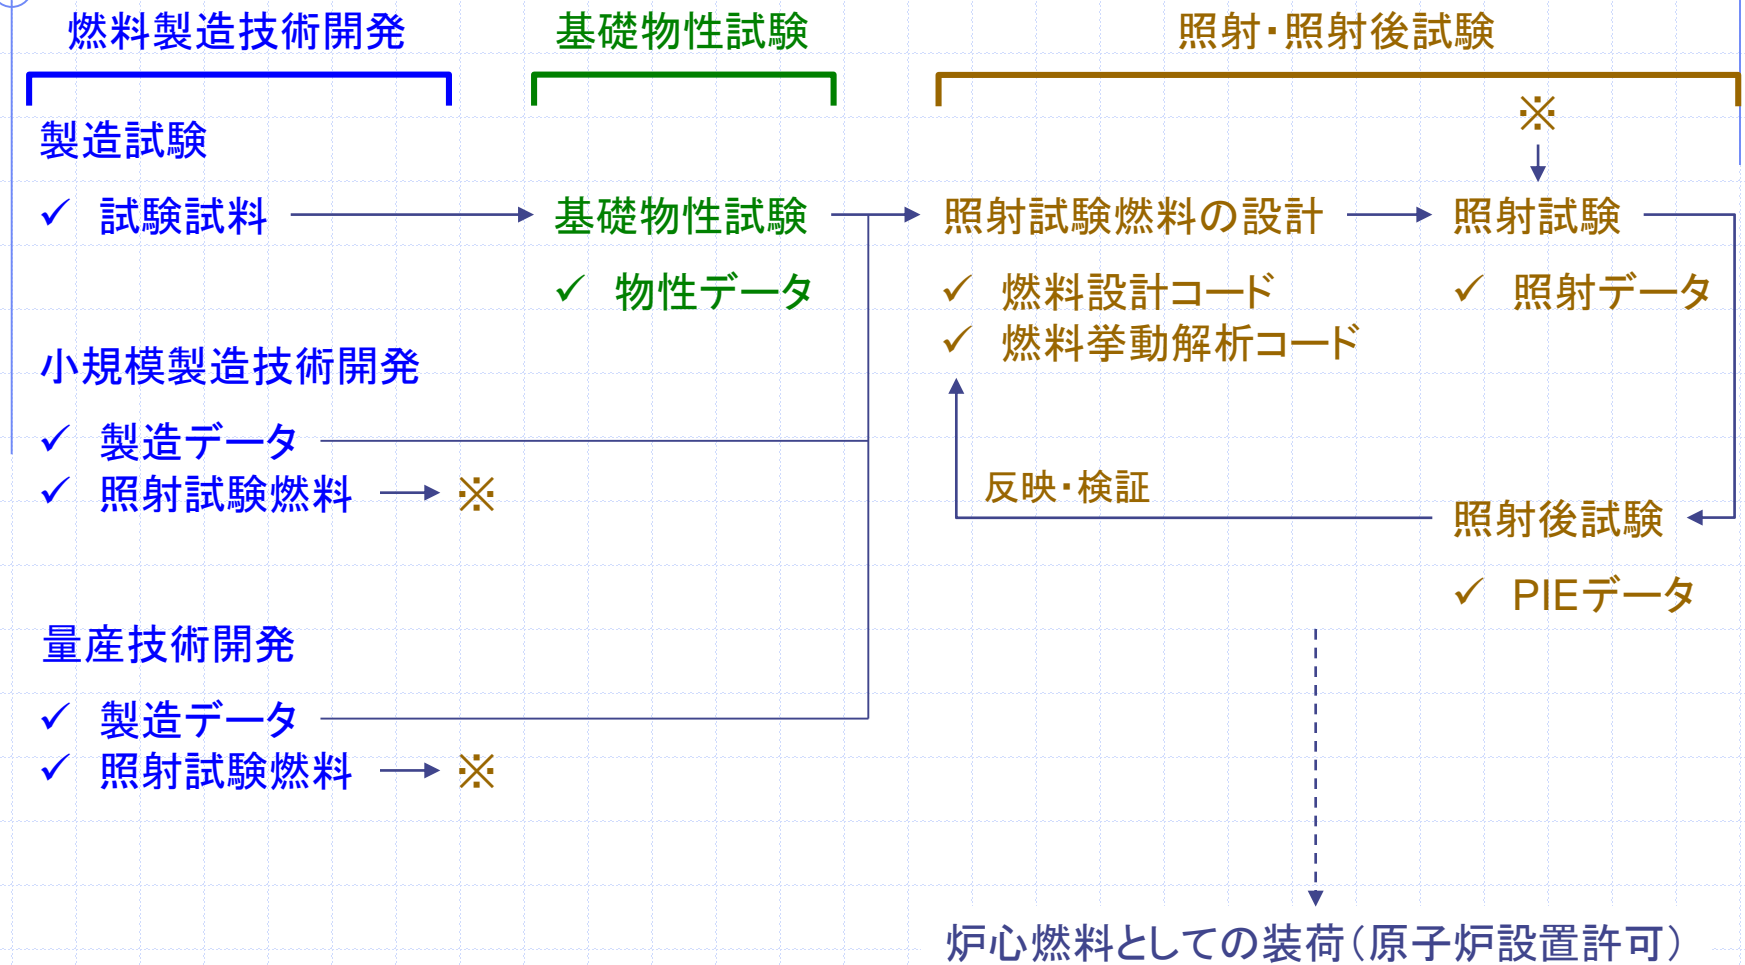 燃料製造技術開発
製造試験
✓ 試験試料
小規模製造技術開発
✓ 製造データ
✓ 照射試験燃料 → ※
量産技術開発
✓ 製造データ
✓ 照射試験燃料 → ※
基礎物性試験
基礎物性試験
✓ 物性データ
照射・照射後試験
照射試験燃料の設計
✓ 燃料設計コード
✓ 燃料挙動解析コード
※
照射試験
✓ 照射データ
反映・検証
照射後試験
✓ PIEデータ
炉心燃料としての装荷(原子炉設置許可)